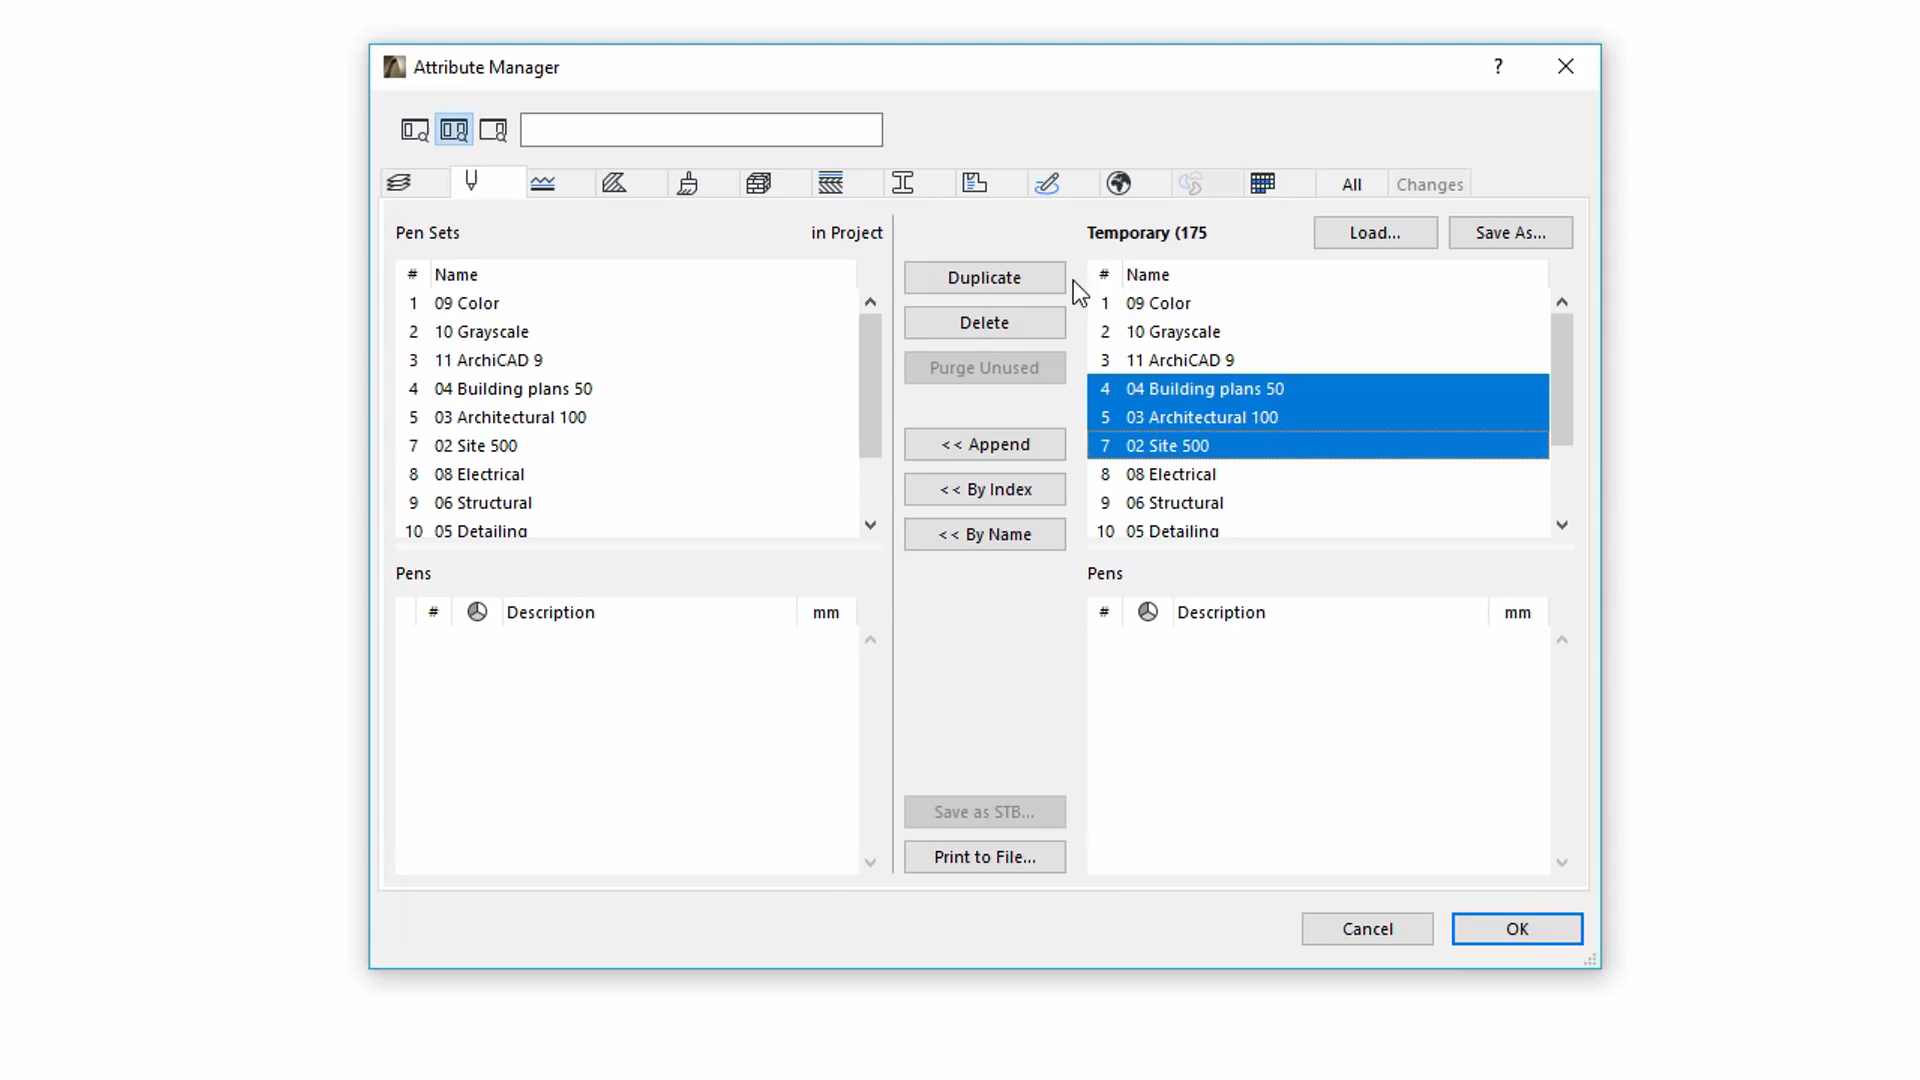 Attribute Manager
?
All
Changes
Pen Sets
in Project
# Name
1 09 Color
2 10 Grayscale
3 11 ArchiCAD 9
4 04 Building plans 50
5 03 Architectural 100
7 02 Site 500
8 08 Electrical
9 06 Structural
10 05 Detailing
Pens
# Description mm
Duplicate
Delete
Purge Unused
<< Append
<< By Index
<< By Name
Save as STB...
Print to File...
Temporary (175
Load...
Save As...
# Name
1 09 Color
2 10 Grayscale
3 11 ArchiCAD 9
4 04 Building plans 50
5 03 Architectural 100
7 02 Site 500
8 08 Electrical
9 06 Structural
10 05 Detailing
Pens
# Description mm
Cancel
OK